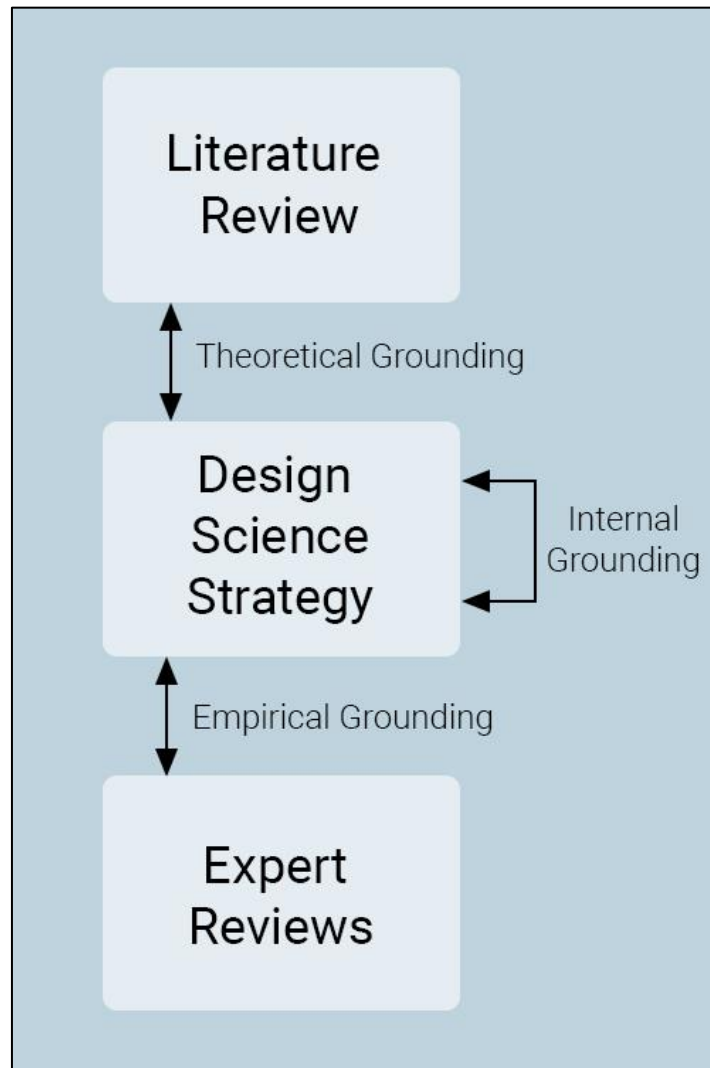 Literature
Review
Theoretical Grounding
Design
Science
Strategy
Internal
Grounding
Empirical Grounding
Expert
Reviews